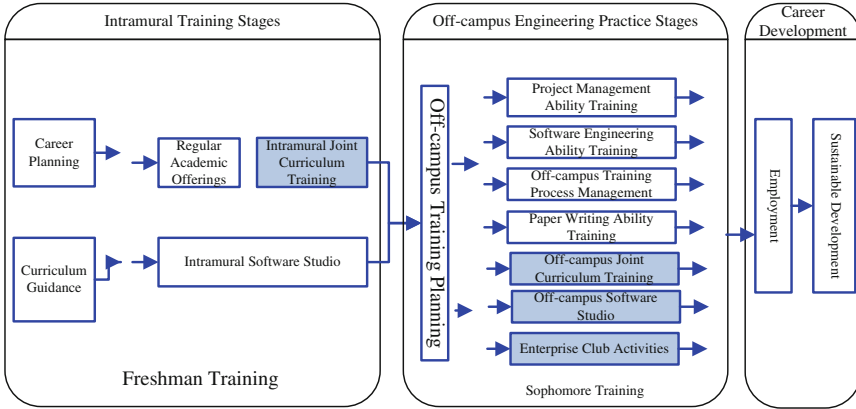 Intramural Training Stages
Career
Planning
Regular
Academic
Offerings
Intramural Joint
Curriculum
Training
Curriculum
Guidance
Intramural Software Studio
Freshman Training
Off-campus Engineering Practice Stages
Off-campus Training Planning
Project Management
Ability Training
Software Engineering
Ability Training
Off-campus Training
Process Management
Paper Writing Ability
Training
Off-campus Joint
Curriculum Training
Off-campus Software
Studio
Enterprise Club Activities
Sophomore Training
Career
Development
Employment
Sustainable Development